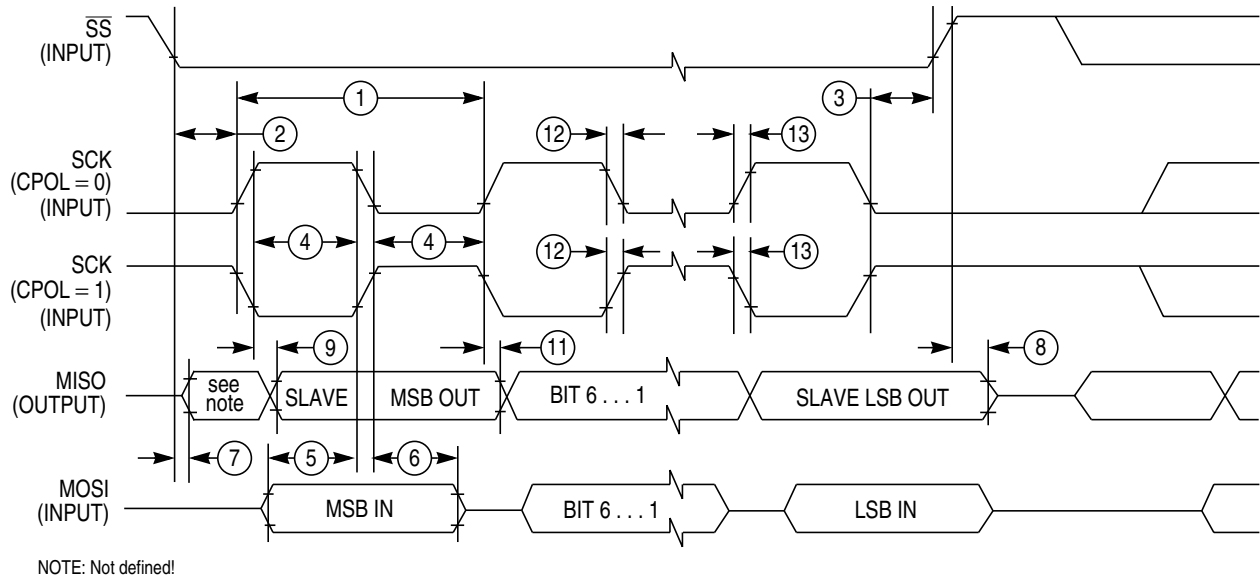 SS
(INPUT)
1
3
2
12
13
SCK
(CPOL = 0)
(INPUT)
4
4
12
13
SCK
(CPOL = 1)
(INPUT)
9
11
8
MISO
(OUTPUT)
see
note
SLAVE
MSB OUT
BIT 6 . . . 1
SLAVE LSB OUT
7
5
6
MOSI
(INPUT)
MSB IN
BIT 6 . . . 1
LSB IN
NOTE: Not defined!